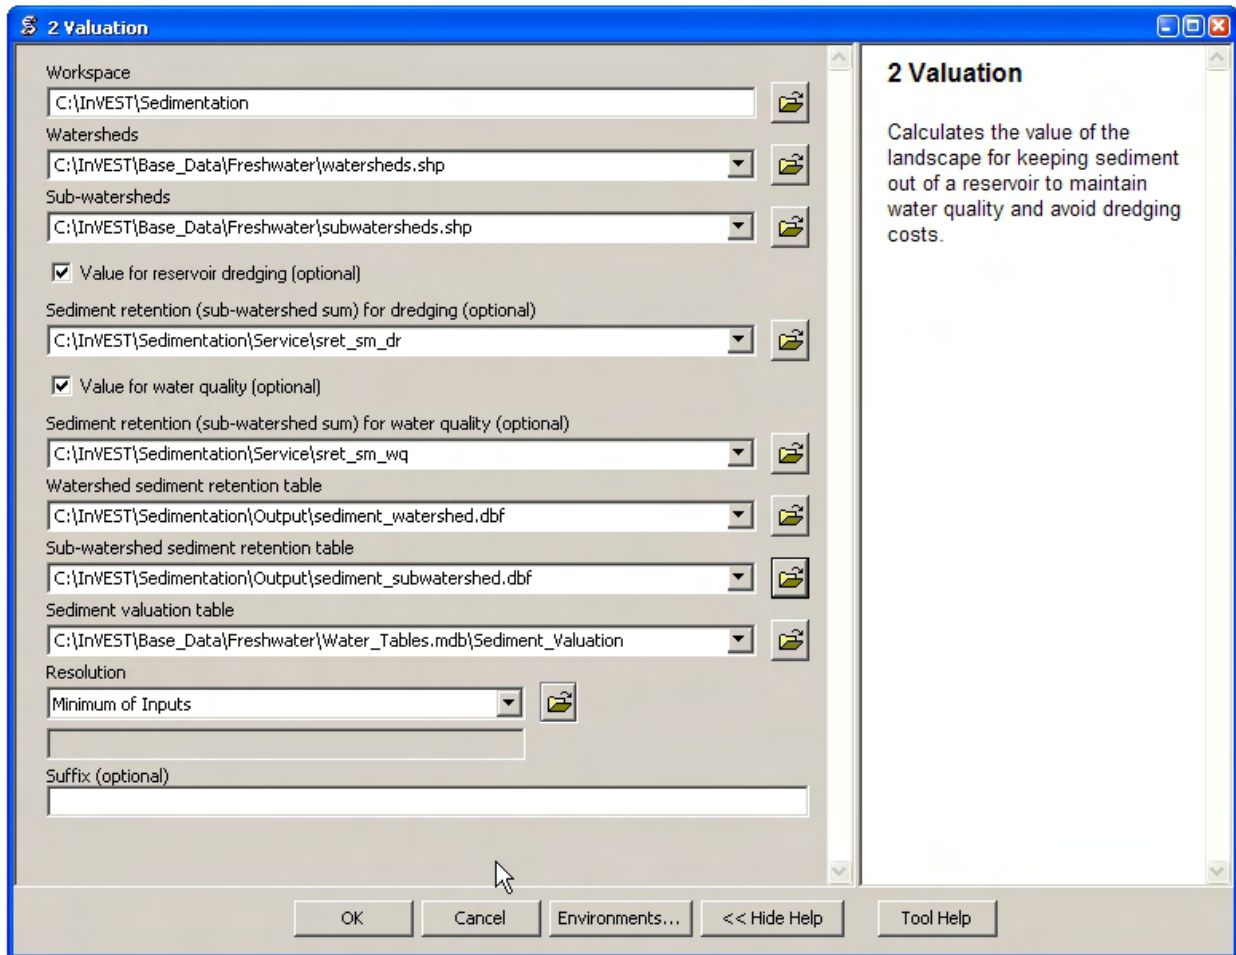 2 Valuation
Workspace
C:\InVEST\Sedimentation
Watersheds
C:\InVEST\Base_Data\Freshwater\watersheds.shp
Sub-watersheds
C:\InVEST\Base_Data\Freshwater\subwatersheds.shp
Value for reservoir dredging (optional)
Sediment retention (sub-watershed sum) for dredging (optional)
C:\InVEST\Sedimentation\Service\sret_sm_dr
Value for water quality (optional)
Sediment retention (sub-watershed sum) for water quality (optional)
C:\InVEST\Sedimentation\Service\sret_sm_wq
Watershed sediment retention table
C:\InVEST\Sedimentation\Output\sediment_watershed.dbf
Sub-watershed sediment retention table
C:\InVEST\Sedimentation\Output\sediment_subwatershed.dbf
Sediment valuation table
C:\InVEST\Base_Data\Freshwater\Water_Tables.mdb\Sediment_Valuation
Resolution
Minimum of Inputs
Suffix (optional)
2 Valuation
Calculates the value of the
landscape for keeping sediment
out of a reservoir to maintain
water quality and avoid dredging
costs.
OK
Cancel
Environments...
<< Hide Help
Tool Help